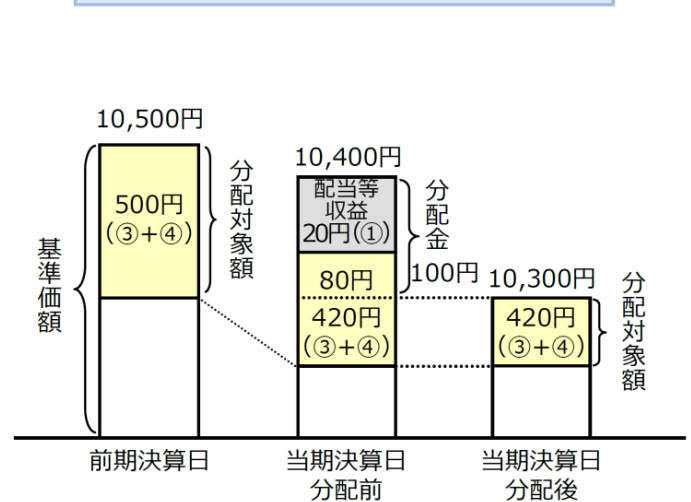 10,500円
500円
(③+④)
分配対象額
基準価額
前期決算日
10,400円
配当等
収益
20円(①)
分配金
100円
80円
420円
(③+④)
当期決算日
分配前
10,300円
420円
(③+④)
分配対象額
当期決算日
分配後